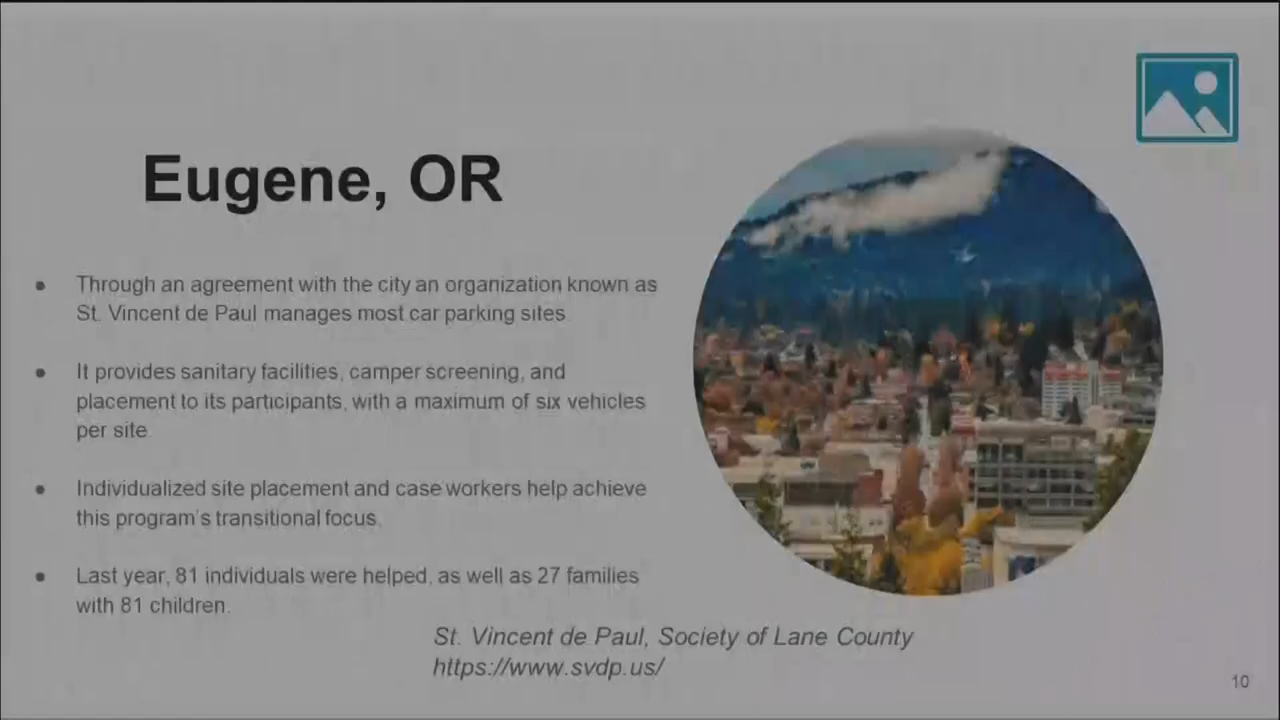 Eugene, OR
● Through an agreement with the city an organization known as
St. Vincent de Paul manages most car parking sites.
● It provides sanitary facilities, camper screening, and
placement to its participants, with a maximum of six vehicles
per site.
● Individualized site placement and case workers help achieve
this program's transitional focus.
● Last year, 81 individuals were helped, as well as 27 families
with 81 children.
St. Vincent de Paul, Society of Lane County
https://www.svdp.us/
10